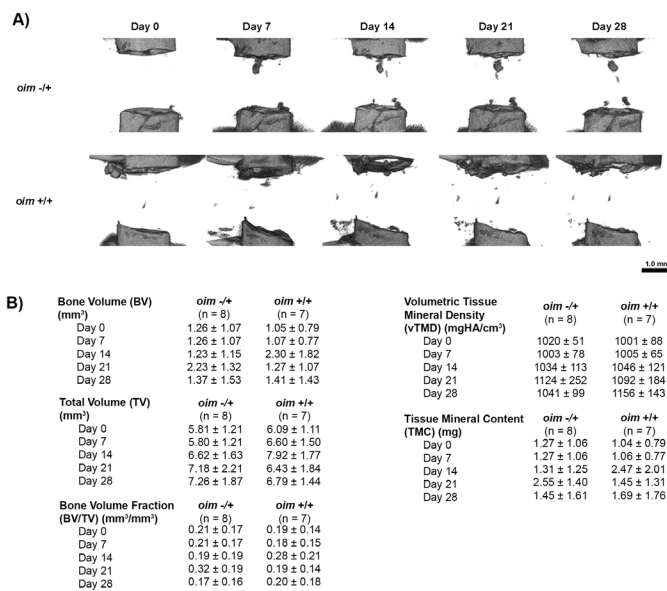 A)
Day 0 Day 7 Day 14 Day 21 Day 28
oim -/+
oim +/+
1.0 mm
B)
Bone Volume (BV) oim -/+ oim +/+
(mm³) (n = 8) (n = 7)
Day 0 1.26 ± 1.07 1.05 ± 0.79
Day 7 1.26 ± 1.07 1.07 ± 0.77
Day 14 1.23 ± 1.15 2.30 ± 1.82
Day 21 2.23 ± 1.32 1.27 ± 1.07
Day 28 1.37 ± 1.53 1.41 ± 1.43
Total Volume (TV) oim -/+ oim +/+
(mm³) (n = 8) (n = 7)
Day 0 5.81 ± 1.21 6.09 ± 1.11
Day 7 5.80 ± 1.21 6.60 ± 1.50
Day 14 6.62 ± 1.63 7.92 ± 1.77
Day 21 7.18 ± 2.21 6.43 ± 1.84
Day 28 7.26 ± 1.87 6.79 ± 1.44
Bone Volume Fraction oim -/+ oim +/+
(BV/TV) (mm³/mm³) (n = 8) (n = 7)
Day 0 0.21 ± 0.17 0.19 ± 0.14
Day 7 0.21 ± 0.17 0.18 ± 0.15
Day 14 0.19 ± 0.19 0.28 ± 0.21
Day 21 0.32 ± 0.19 0.19 ± 0.14
Day 28 0.17 ± 0.16 0.20 ± 0.18
Volumetric Tissue oim -/+ oim +/+
Mineral Density (n = 8) (n = 7)
(vTMD) (mgHA/cm³)
Day 0 1020 ± 51 1001 ± 88
Day 7 1003 ± 78 1005 ± 65
Day 14 1034 ± 113 1046 ± 121
Day 21 1124 ± 252 1092 ± 184
Day 28 1041 ± 99 1156 ± 143
Tissue Mineral Content oim -/+ oim +/+
(TMC) (mg) (n = 8) (n = 7)
Day 0 1.27 ± 1.06 1.04 ± 0.79
Day 7 1.27 ± 1.06 1.06 ± 0.77
Day 14 1.31 ± 1.25 2.47 ± 2.01
Day 21 2.55 ± 1.40 1.45 ± 1.31
Day 28 1.45 ± 1.61 1.69 ± 1.76